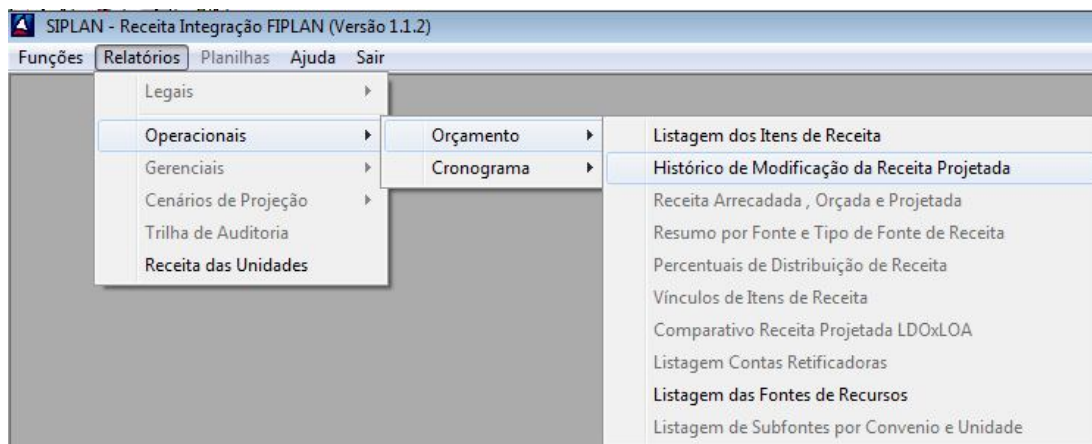 SIPLAN - Receita Integração FIPLAN (Versão 1.1.2)
Funções Relatórios Planilhas Ajuda Sair
Legais
Operacionais
Gerenciais
Cenários de Projeção
Trilha de Auditoria
Receita das Unidades
Orçamento
Cronograma
Listagem dos Itens de Receita
Histórico de Modificação da Receita Projetada
Receita Arrecadada , Orçada e Projetada
Resumo por Fonte e Tipo de Fonte de Receita
Percentuais de Distribuição de Receita
Vínculos de Itens de Receita
Comparativo Receita Projetada LDOxLOA
Listagem Contas Retificadoras
Listagem das Fontes de Recursos
Listagem de Subfontes por Convenio e Unidade